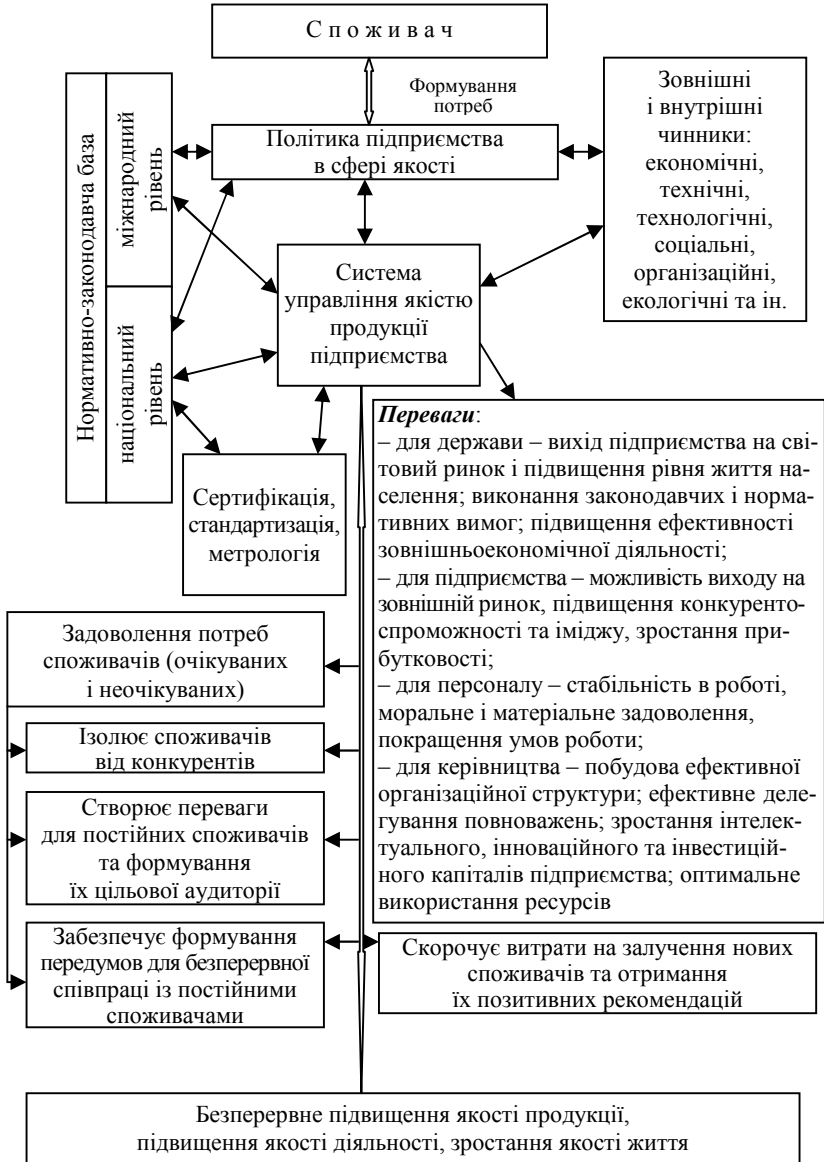 С п о ж и в а ч
Формування
потреб
Політика підприємства
в сфері якості
Зовнішні
і внутрішні
чинники:
економічні,
технічні,
технологічні,
соціальні,
організаційні,
екологічні та ін.
Нормативно-законодавча база
міжнародний
рівень
національний
рівень
Система
управління якістю
продукції
підприємства
Сертифікація,
стандартизація,
метрологія
Переваги:
– для держави – вихід підприємства на сві-
товий ринок і підвищення рівня життя на-
селення; виконання законодавчих і нор-
мативних вимог; підвищення ефективності
зовнішньоекономічної діяльності;
– для підприємства – можливість виходу на
зовнішній ринок, підвищення конкуренто-
спроможності та іміджу, зростання при-
бутковості;
– для персоналу – стабільність в роботі,
моральне і матеріальне задоволення,
покращення умов роботи;
– для керівництва – побудова ефективної
організаційної структури; ефективне деле-
гування повноважень; зростання інтелек-
туального, інноваційного та інвестицій-
ного капіталів підприємства; оптимальне
використання ресурсів
Задоволення потреб
споживачів (очікуваних
і неочікуваних)
Ізолює споживачів
від конкурентів
Створює переваги
для постійних споживачів
та формування
їх цільової аудиторії
Забезпечує формування
передумов для безперервної
співпраці із постійними
споживачами
Скорочує витрати на залучення нових
споживачів та отримання
їх позитивних рекомендацій
Безперервне підвищення якості продукції,
підвищення якості діяльності, зростання якості життя